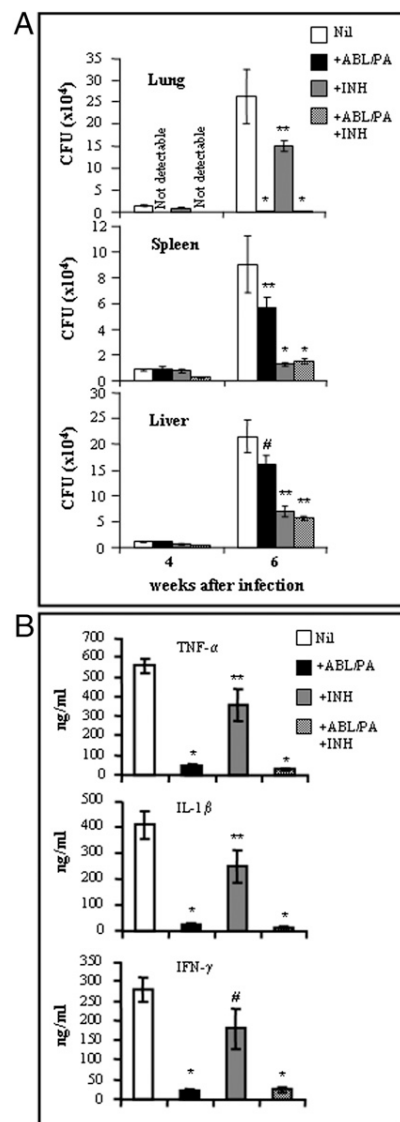 A
Nil
+ABL/PA
+INH
+ABL/PA
+INH
Lung
CFU (x10⁴)
35
30
25
20
15
10
5
0
Not detectable
Not detectable
*
**
*
Spleen
CFU (x10⁴)
12
10
8
6
4
2
0
**
*
*
Liver
CFU (x10⁴)
30
25
20
15
10
5
0
#
**
**
4
6
weeks after infection
B
Nil
+ABL/PA
+INH
+ABL/PA
+INH
TNF-α
ng/ml
700
600
500
400
300
200
100
0
*
**
*
IL-1β
ng/ml
500
400
300
200
100
0
*
**
*
IFN-γ
ng/ml
350
300
250
200
150
100
50
0
*
#
*